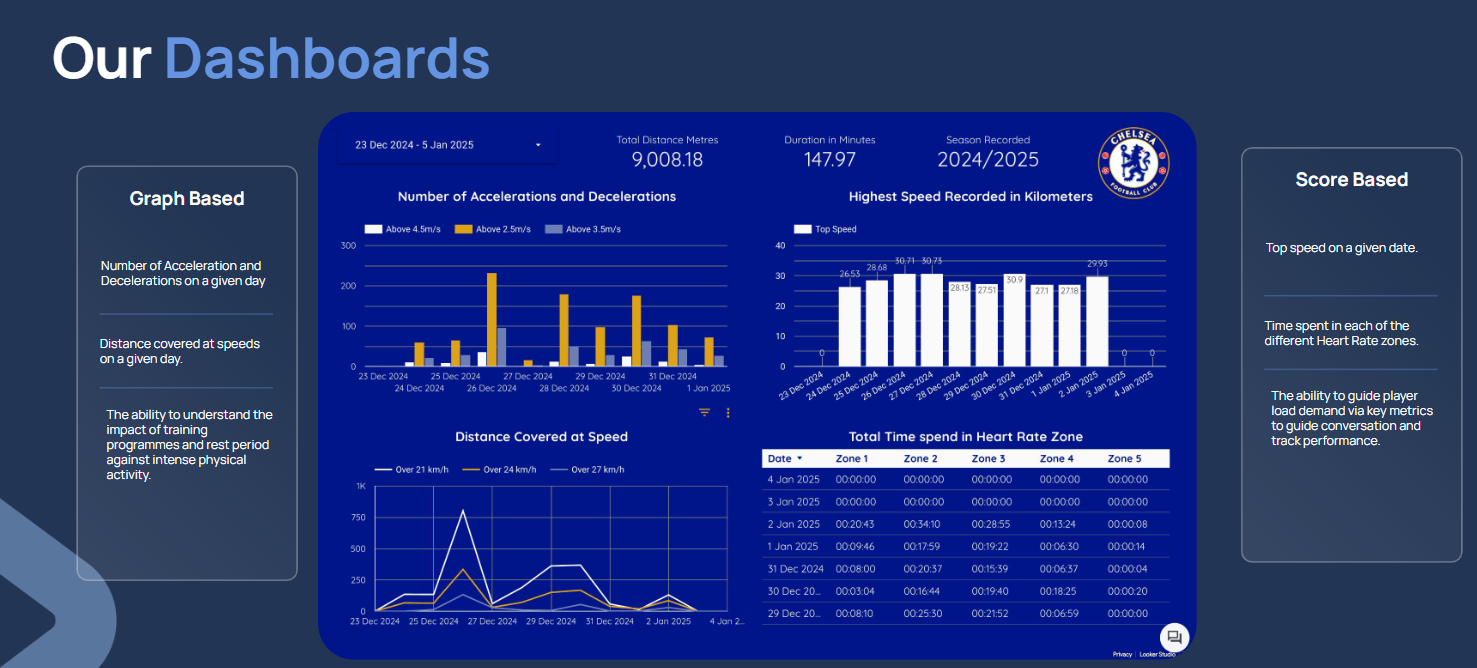 Our Dashboards
Graph Based
Number of Acceleration and
Decelerations on a given day
Distance covered at speeds
on a given day.
The ability to understand the
impact of training
programmes and rest period
against intense physical
activity.
23 Dec 2024 - 5 Jan 2025
Total Distance Metres
9,008.18
Duration in Minutes
147.97
Season Recorded
2024/2025
CHELSEA
FOOTBALL CLUB
Number of Accelerations and Decelerations
Above 4.5m/s Above 2.5m/s Above 3.5m/s
300
200
100
0
23 Dec 2024 25 Dec 2024 27 Dec 2024 29 Dec 2024 31 Dec 2024
24 Dec 2024 26 Dec 2024 28 Dec 2024 30 Dec 2024 1 Jan 2025
Highest Speed Recorded in Kilometers
Top Speed
40
30
20
10
0
0 26.53 28.68 30.71 30.73 28.13 27.51 30.9 27.1 27.18 29.93 0 0
23 Dec 2024 24 Dec 2024 25 Dec 2024 26 Dec 2024 27 Dec 2024 28 Dec 2024 29 Dec 2024 30 Dec 2024 31 Dec 2024 1 Jan 2025 2 Jan 2025 3 Jan 2025 4 Jan 2025
Distance Covered at Speed
Over 21 km/h Over 24 km/h Over 27 km/h
1K
750
500
250
0
23 Dec 2024 25 Dec 2024 27 Dec 2024 29 Dec 2024 31 Dec 2024 2 Jan 2025 4 Jan 2...
Total Time spend in Heart Rate Zone
Date Zone 1 Zone 2 Zone 3 Zone 4 Zone 5
4 Jan 2025 00:00:00 00:00:00 00:00:00 00:00:00 00:00:00
3 Jan 2025 00:00:00 00:00:00 00:00:00 00:00:00 00:00:00
2 Jan 2025 00:20:43 00:34:10 00:28:55 00:13:24 00:00:08
1 Jan 2025 00:09:46 00:17:59 00:19:22 00:06:30 00:00:14
31 Dec 2024 00:08:00 00:20:37 00:15:39 00:06:37 00:00:04
30 Dec 20... 00:03:04 00:16:44 00:19:40 00:18:25 00:00:20
29 Dec 20... 00:08:10 00:25:30 00:21:52 00:06:59 00:00:00
Privacy Looker Studio
Score Based
Top speed on a given date.
Time spent in each of the
different Heart Rate zones.
The ability to guide player
load demand via key metrics
to guide conversation and
track performance.